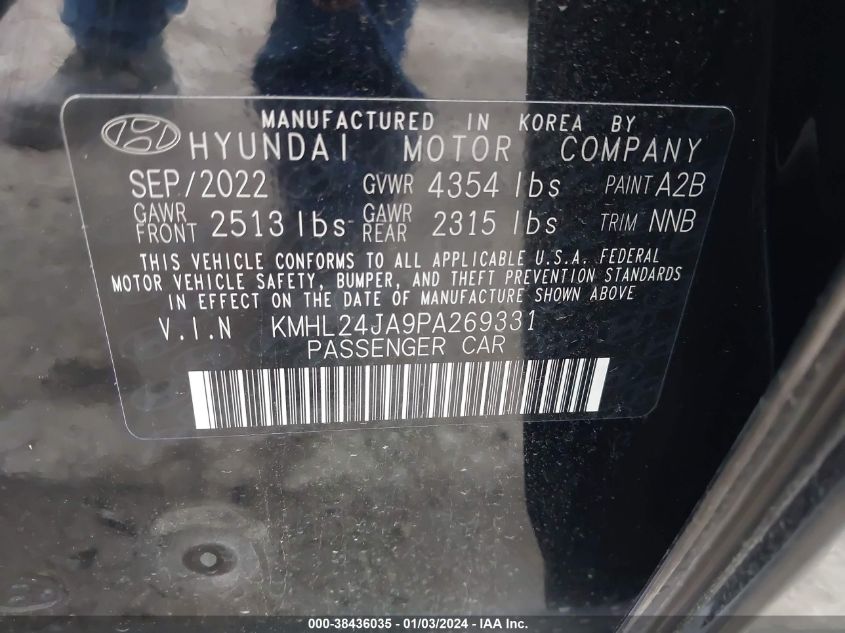 MANUFACTURED IN KOREA BY
HYUNDAI MOTOR COMPANY
SEP/2022 GVWR 4354 lbs PAINT A2B
GAWR FRONT 2513 lbs GAWR REAR 2315 lbs TRIM NNB
THIS VEHICLE CONFORMS TO ALL APPLICABLE U.S.A. FEDERAL
MOTOR VEHICLE SAFETY, BUMPER, AND THEFT PREVENTION STANDARDS
IN EFFECT ON THE DATE OF MANUFACTURE SHOWN ABOVE
V.I.N KMHL24JA9PA269331
PASSENGER CAR
000-38436035 - 01/03/2024 - IAA Inc.